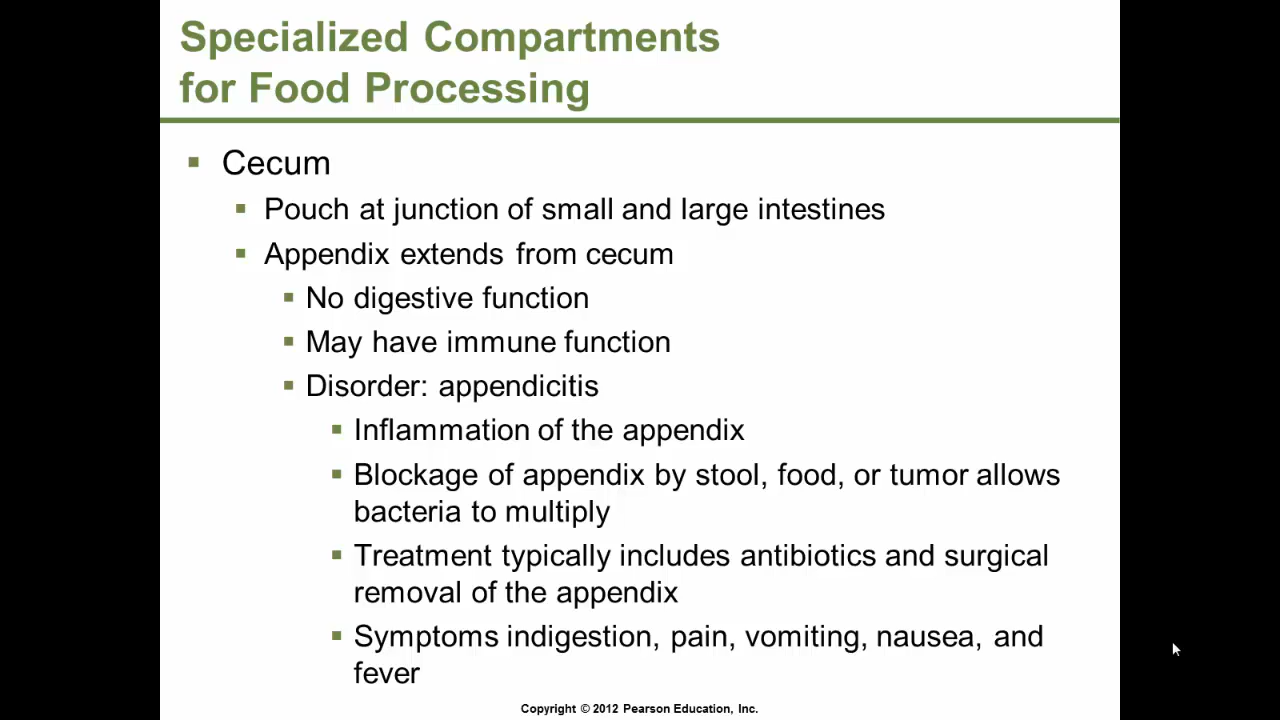 Specialized Compartments
for Food Processing
▪ Cecum
▪ Pouch at junction of small and large intestines
▪ Appendix extends from cecum
▪ No digestive function
▪ May have immune function
▪ Disorder: appendicitis
▪ Inflammation of the appendix
▪ Blockage of appendix by stool, food, or tumor allows
bacteria to multiply
▪ Treatment typically includes antibiotics and surgical
removal of the appendix
▪ Symptoms indigestion, pain, vomiting, nausea, and
fever
Copyright © 2012 Pearson Education, Inc.